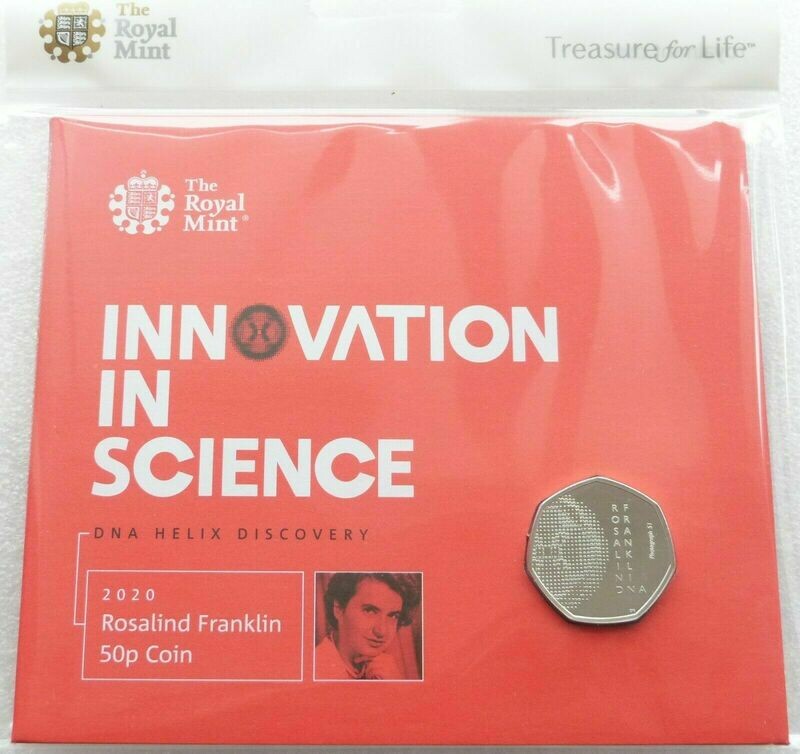 The
Royal
Mint
Treasure for Life™
The
Royal
Mint®
INNOVATION
IN
SCIENCE
DNA HELIX DISCOVERY
2020
Rosalind Franklin
50p Coin
ROSALIND
FRANKLIN
DNA
Photograph 51